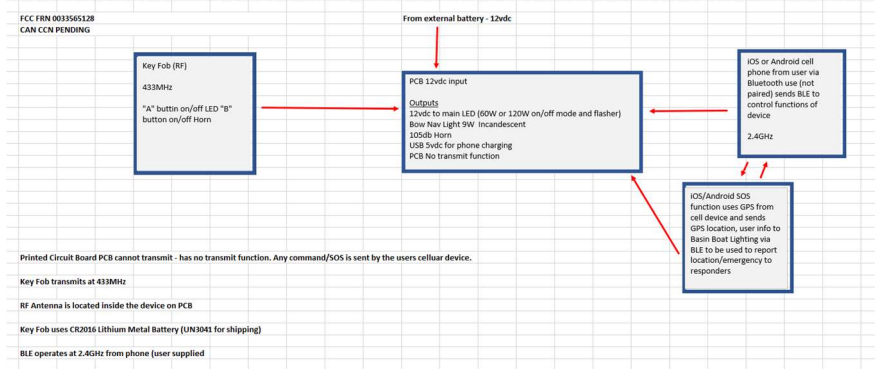 FCC FRN 0033565128
CAN CCN PENDING
From external battery - 12vdc
Key Fob (RF)
433MHz
"A" buttin on/off LED "B"
button on/off Horn
PCB 12vdc input
Outputs
12vdc to main LED (60W or 120W on/off mode and flasher)
Bow Nav Light 9W  Incandescent
105db Horn
USB 5vdc for phone charging
PCB No transmit function
iOS or Android cell
phone from user via
Bluetooth use (not
paired) sends BLE to
control functions of
device
2.4GHz
iOS/Android SOS
function uses GPS from
cell device and sends
GPS location, user info to
Basin Boat Lighting via
BLE to be used to report
location/emergency to
responders
Printed Circuit Board PCB cannot transmit - has no transmit function. Any command/SOS is sent by the users celluar device.
Key Fob transmits at 433MHz
RF Antenna is located inside the device on PCB
Key Fob uses CR2016 Lithium Metal Battery (UN3041 for shipping)
BLE operates at 2.4GHz from phone (user supplied